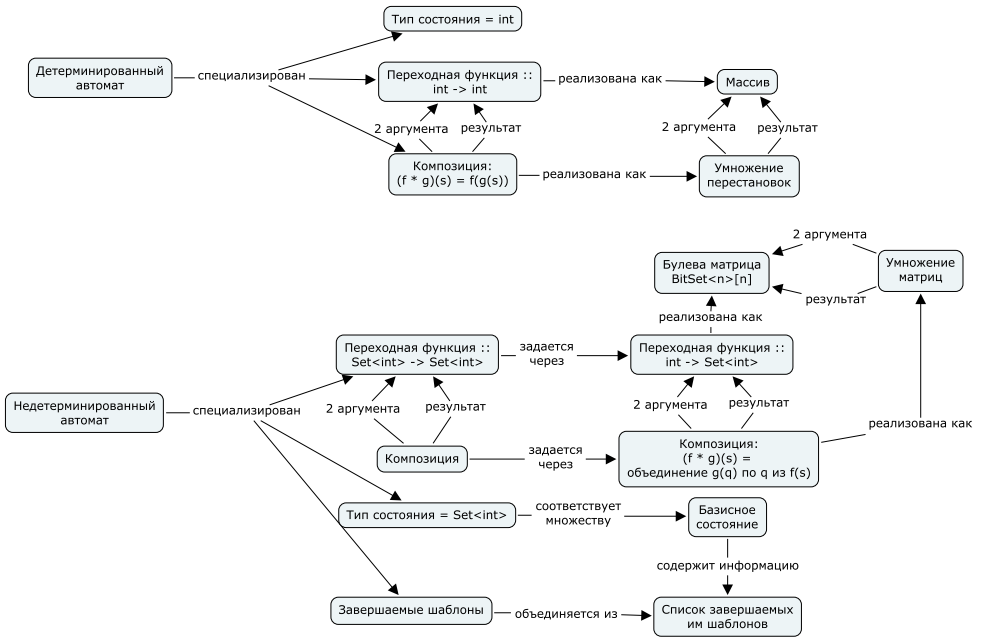 Тип состояния = int
Детерминированный
автомат
специализирован
Переходная функция ::
int -> int
реализована как
Массив
2 аргумента
результат
2 аргумента
результат
Композиция:
(f * g)(s) = f(g(s))
реализована как
Умножение
перестановок
2 аргумента
Булева матрица
BitSet<n>[n]
Умножение
матриц
результат
реализована как
Переходная функция ::
Set<int> -> Set<int>
задается
через
Переходная функция ::
int -> Set<int>
Недетерминированный
автомат
специализирован
2 аргумента
результат
2 аргумента
результат
реализована как
Композиция
задается
через
Композиция:
(f * g)(s) =
объединение g(q) по q из f(s)
Тип состояния = Set<int>
соответствует
множеству
Базисное
состояние
содержит информацию
Завершаемые шаблоны
объединяется из
Список завершаемых
им шаблонов